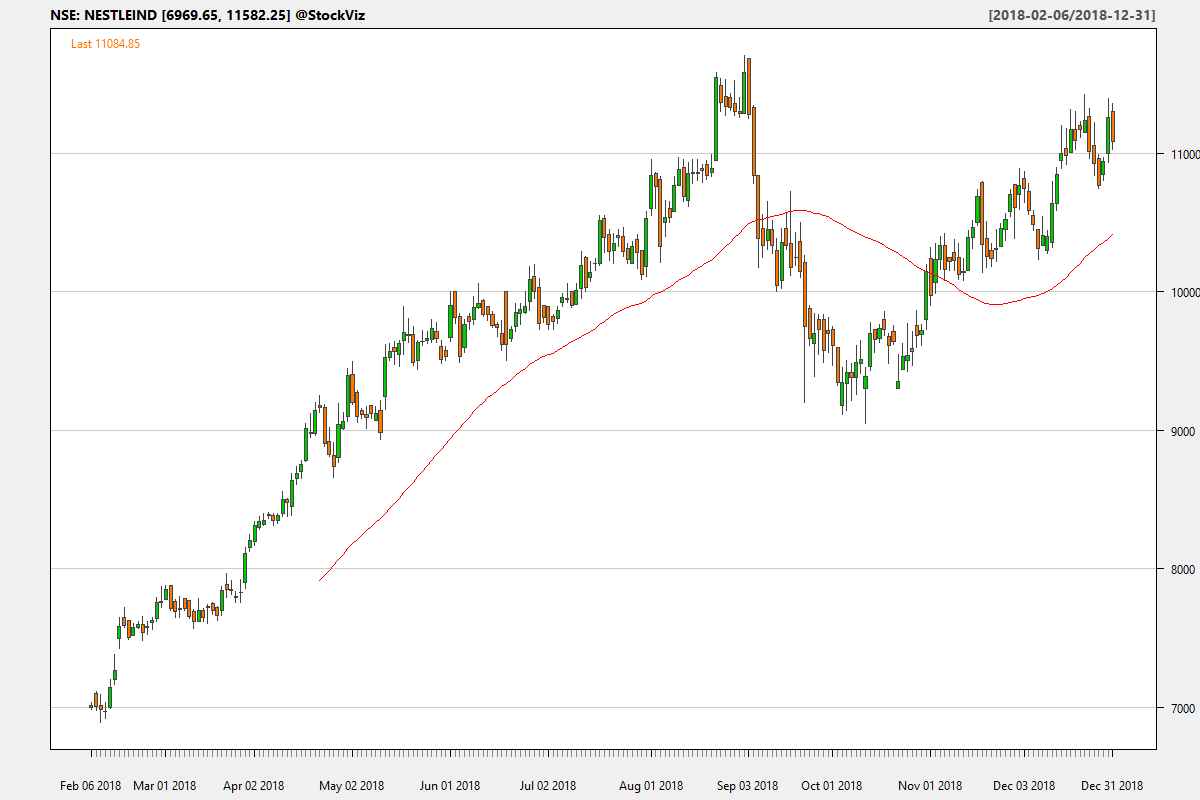 NSE: NESTLEIND [6969.65, 11582.25] @StockViz
[2018-02-06/2018-12-31]
Last 11084.85
11000
10000
9000
8000
7000
Feb 06 2018 Mar 01 2018 Apr 02 2018 May 02 2018 Jun 01 2018 Jul 02 2018 Aug 01 2018 Sep 03 2018 Oct 01 2018 Nov 01 2018 Dec 03 2018 Dec 31 2018